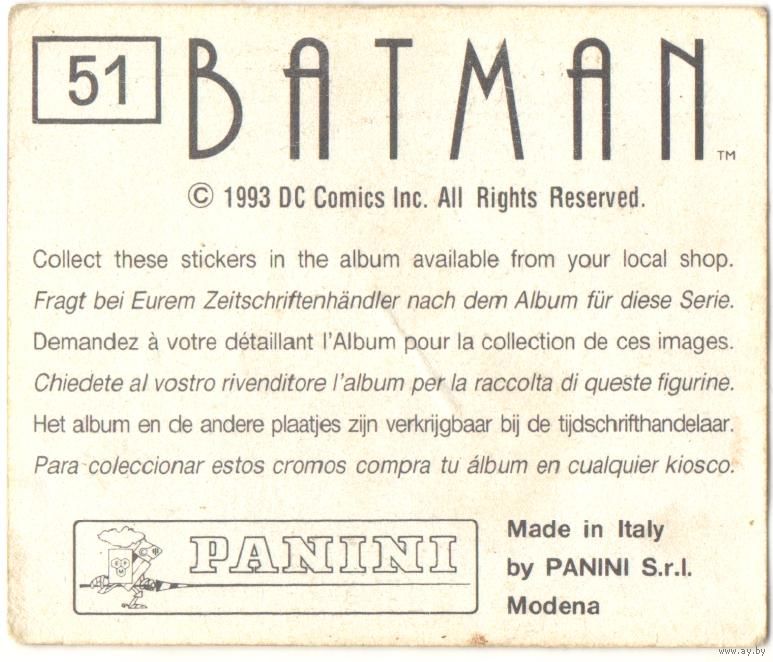 51
BATMAN™
© 1993 DC Comics Inc. All Rights Reserved.
Collect these stickers in the album available from your local shop.
Fragt bei Eurem Zeitschriftenhändler nach dem Album für diese Serie.
Demandez à votre détaillant l'Album pour la collection de ces images.
Chiedete al vostro rivenditore l'album per la raccolta di queste figurine.
Het album en de andere plaatjes zijn verkrijgbaar bij de tijdschrifthandelaar.
Para coleccionar estos cromos compra tu álbum en cualquier kiosco.
PANINI
Made in Italy
by PANINI S.r.l.
Modena
www.ay.by